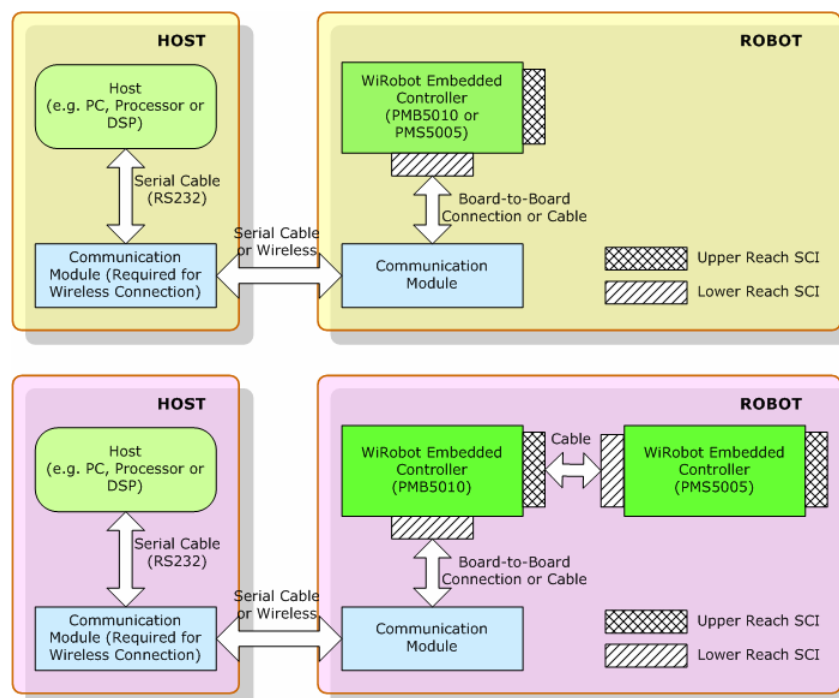 HOST
Host
(e.g. PC, Processor or
DSP)
Serial Cable
(RS232)
Communication
Module (Required for
Wireless Connection)
Serial Cable
or Wireless
ROBOT
WiRobot Embedded
Controller
(PMB5010 or
PMS5005)
Board-to-Board
Connection or Cable
Communication
Module
Upper Reach SCI
Lower Reach SCI
HOST
Host
(e.g. PC, Processor or
DSP)
Serial Cable
(RS232)
Communication
Module (Required for
Wireless Connection)
Serial Cable
or Wireless
ROBOT
WiRobot Embedded
Controller
(PMB5010)
Cable
WiRobot Embedded
Controller
(PMS5005)
Board-to-Board
Connection or Cable
Communication
Module
Upper Reach SCI
Lower Reach SCI